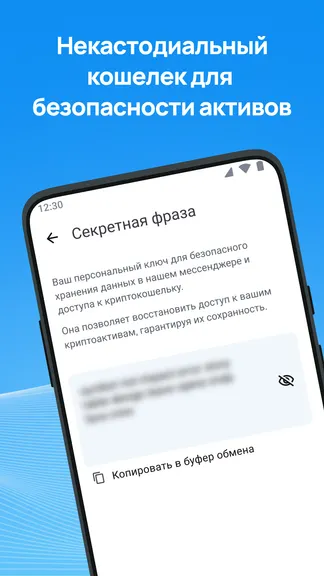 Некастодиальный
кошелек для
безопасности активов
12:30
Секретная фраза
Ваш персональный ключ для безопасного
хранения данных в нашем мессенджере и
доступа к криптокошельку.
Она позволяет восстановить доступ к вашим
криптоактивам, гарантируя их сохранность.
Копировать в буфер обмена